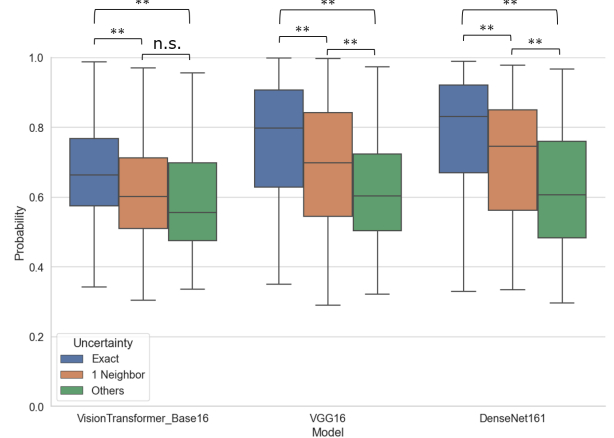 ** ** **
** n.s. ** ** ** **
1.0
0.8
0.6
0.4
0.2
0.0
Probability
Uncertainty
Exact
1 Neighbor
Others
VisionTransformer_Base16 VGG16 DenseNet161
Model